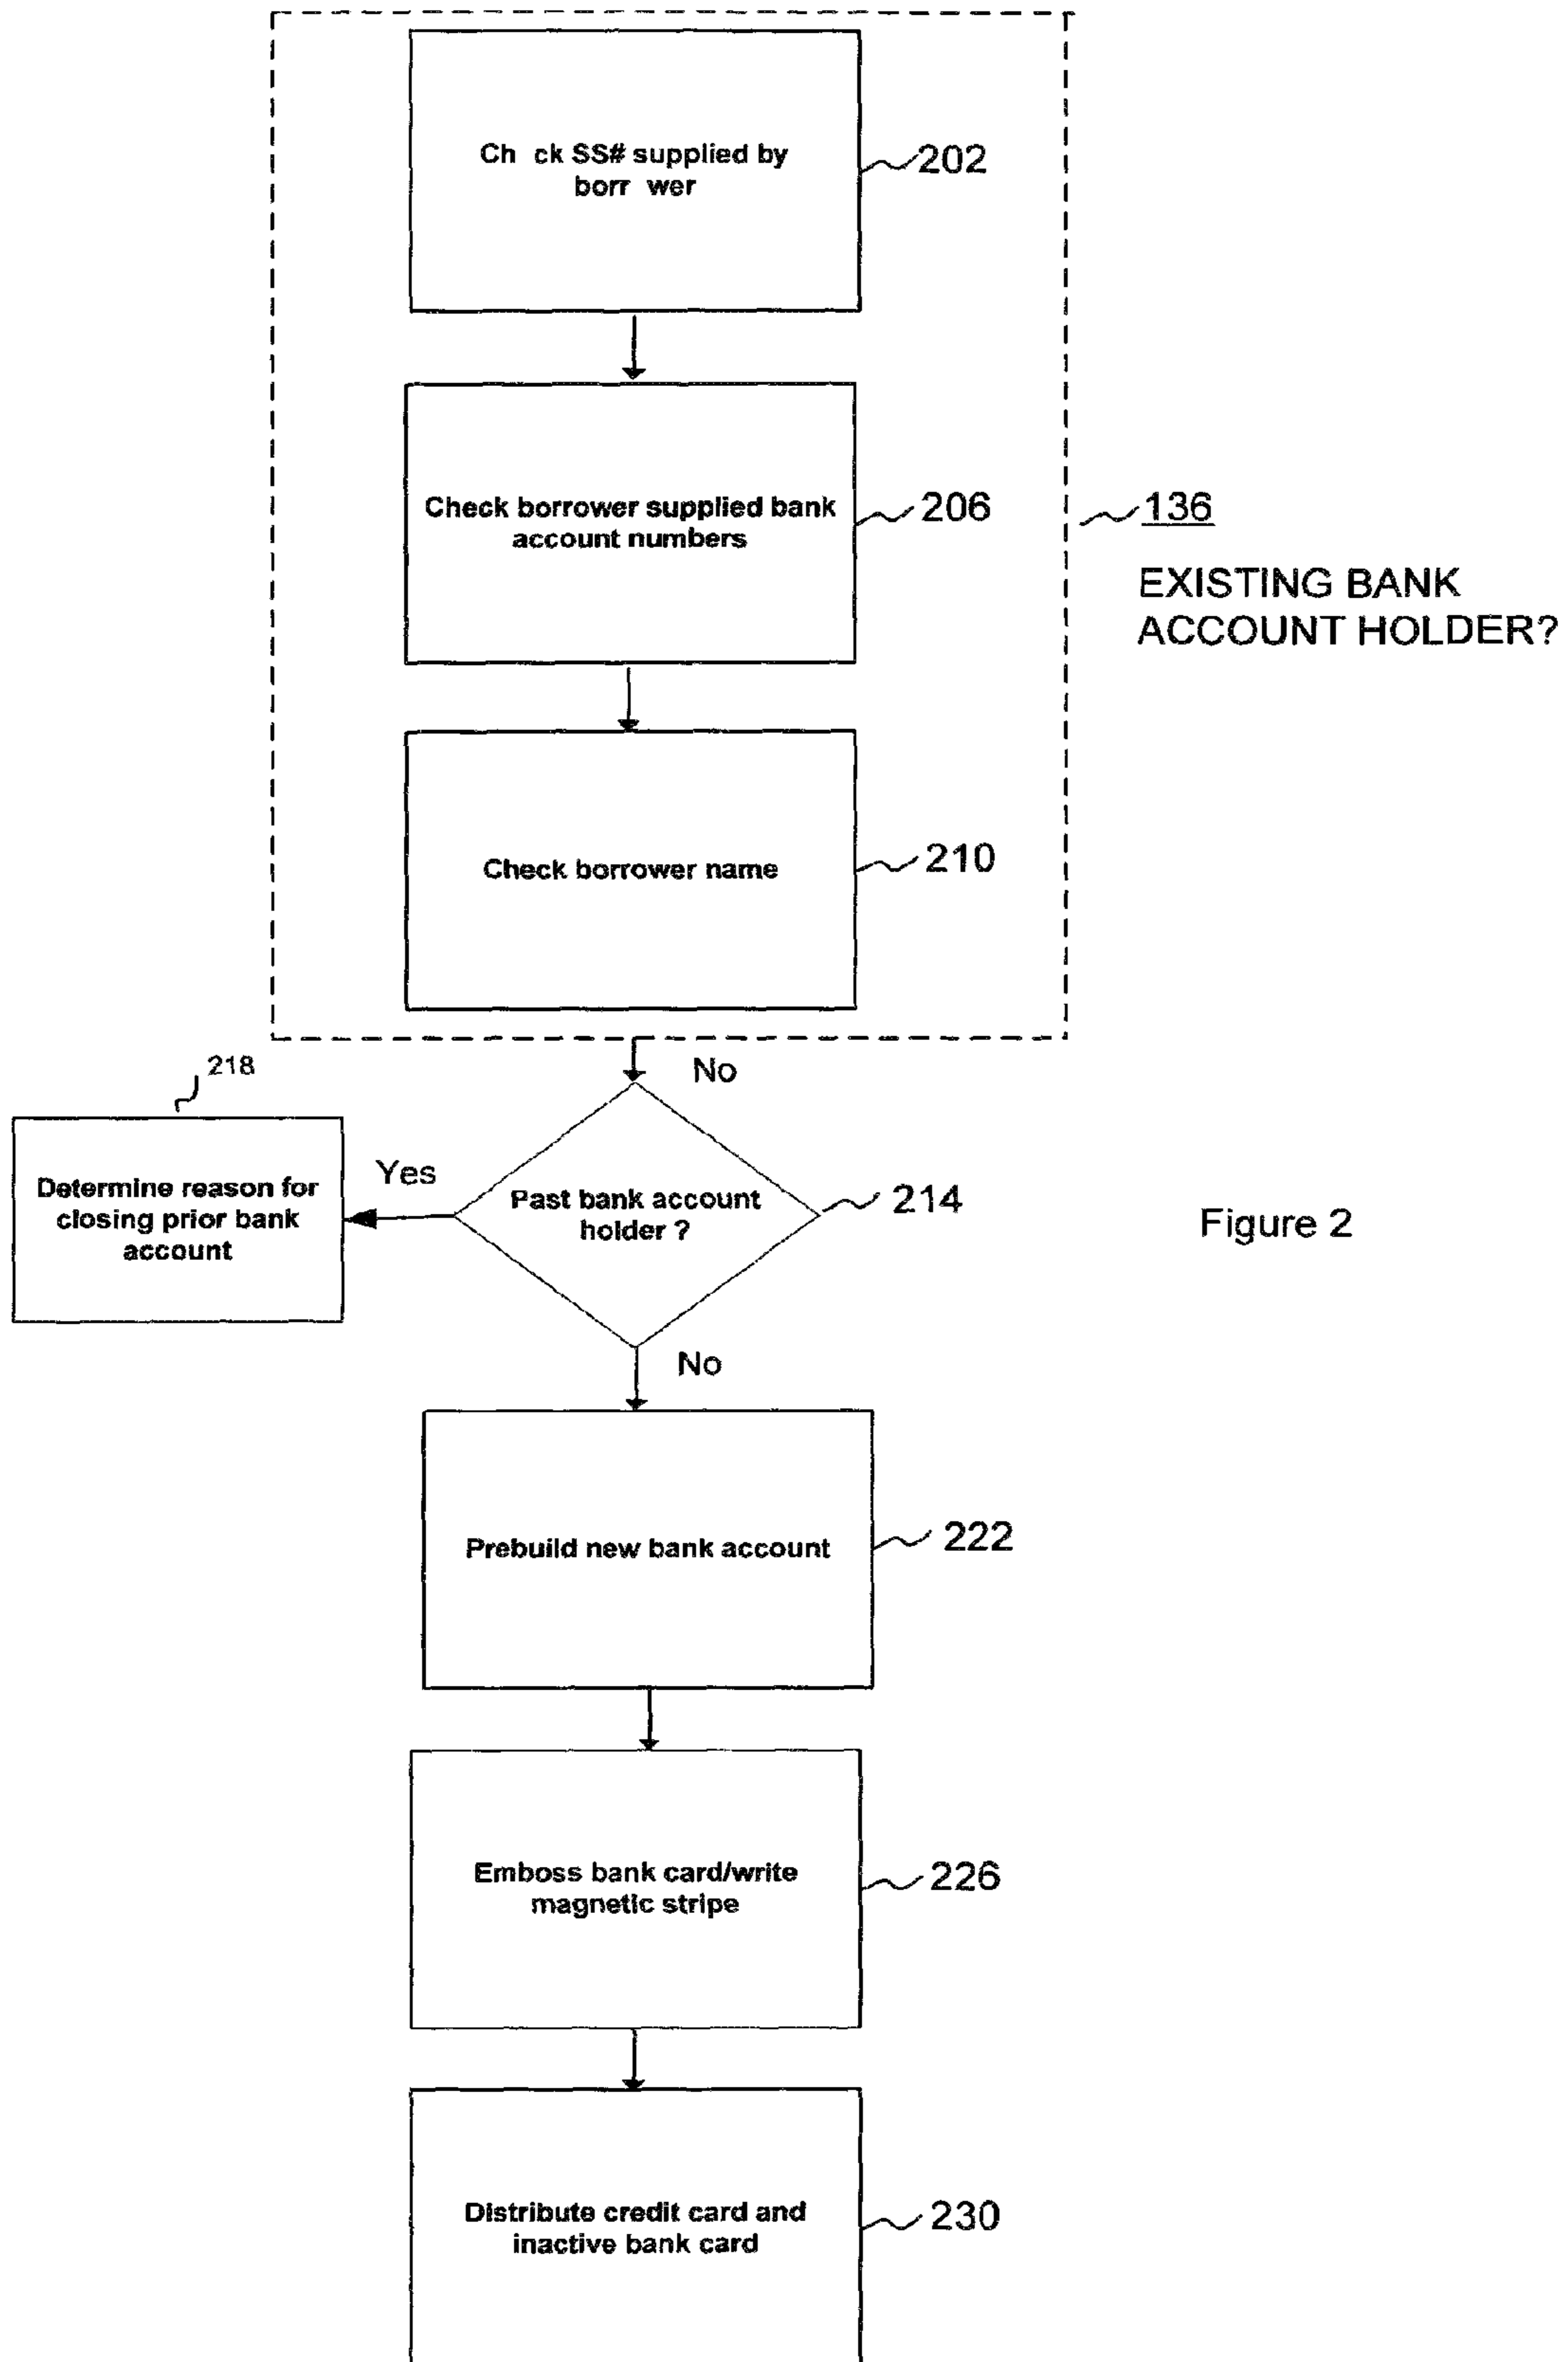 Ch ck SS# supplied by
borr wer
202
Check borrower supplied bank
account numbers
206
136
EXISTING BANK
ACCOUNT HOLDER?
Check borrower name
210
No
218
Determine reason for
closing prior bank
account
Yes
Past bank account
holder ?
214
Figure 2
No
Prebuild new bank account
222
Emboss bank card/write
magnetic stripe
226
Distribute credit card and
inactive bank card
230